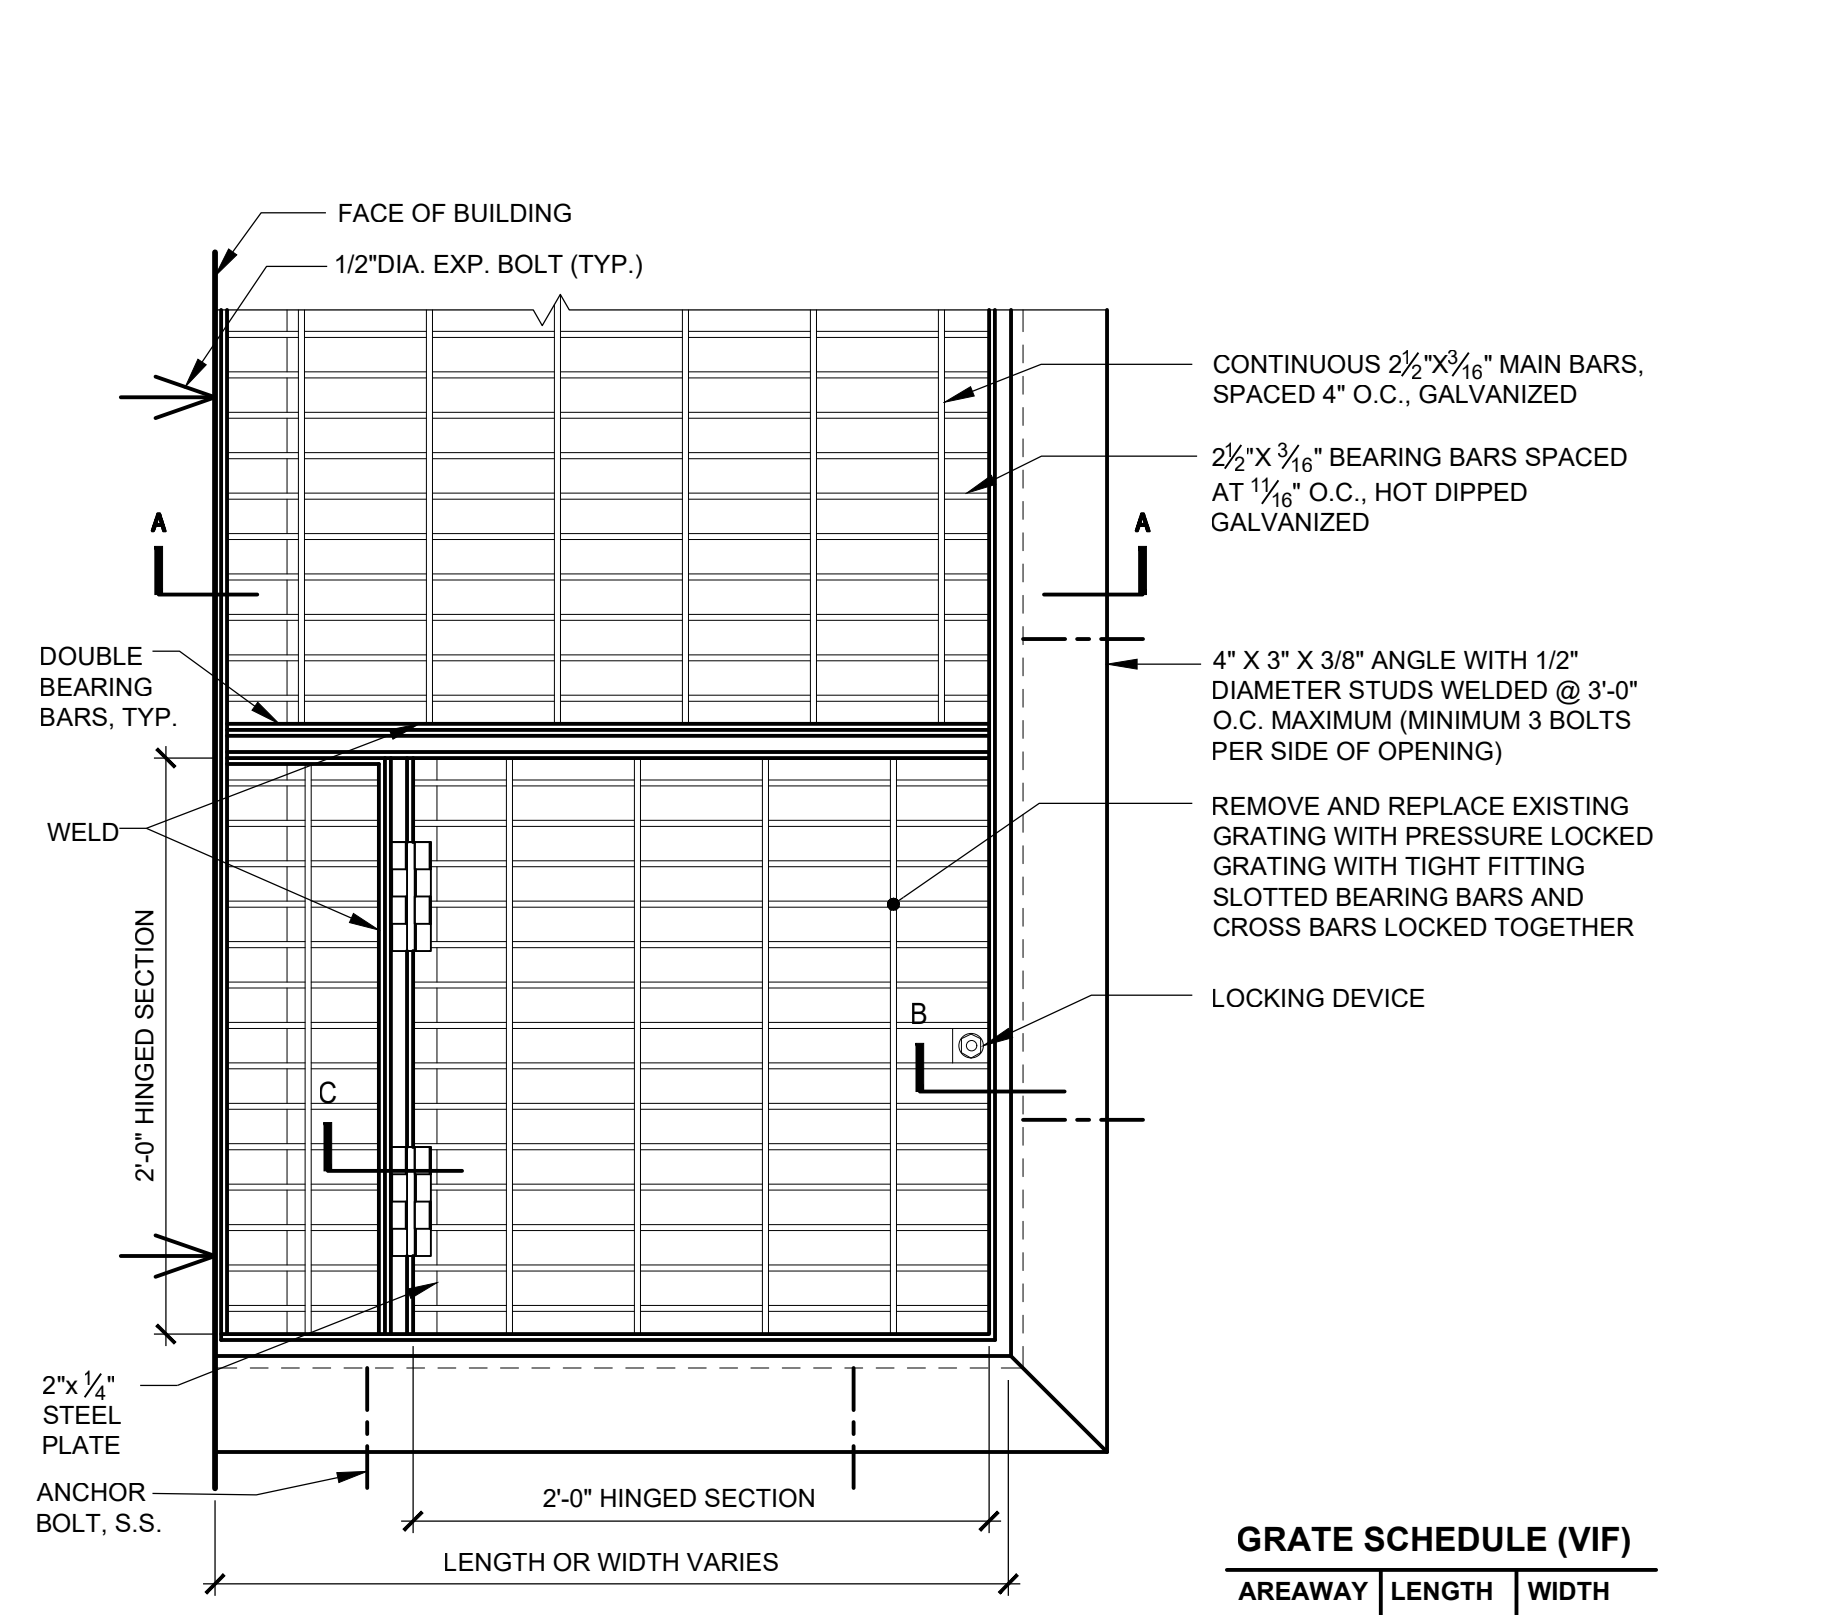 FACE OF BUILDING
1/2"DIA. EXP. BOLT (TYP.)
CONTINUOUS 2½"X3⁄16" MAIN BARS,
SPACED 4" O.C., GALVANIZED
2½"X 3⁄16" BEARING BARS SPACED
AT 11⁄16" O.C., HOT DIPPED
GALVANIZED
A
A
DOUBLE
BEARING
BARS, TYP.
4" X 3" X 3/8" ANGLE WITH 1/2"
DIAMETER STUDS WELDED @ 3'-0"
O.C. MAXIMUM (MINIMUM 3 BOLTS
PER SIDE OF OPENING)
WELD
REMOVE AND REPLACE EXISTING
GRATING WITH PRESSURE LOCKED
GRATING WITH TIGHT FITTING
SLOTTED BEARING BARS AND
CROSS BARS LOCKED TOGETHER
2'-0" HINGED SECTION
LOCKING DEVICE
B
C
2"x ¼"
STEEL
PLATE
ANCHOR
BOLT, S.S.
2'-0" HINGED SECTION
LENGTH OR WIDTH VARIES
GRATE SCHEDULE (VIF)
AREAWAY LENGTH WIDTH